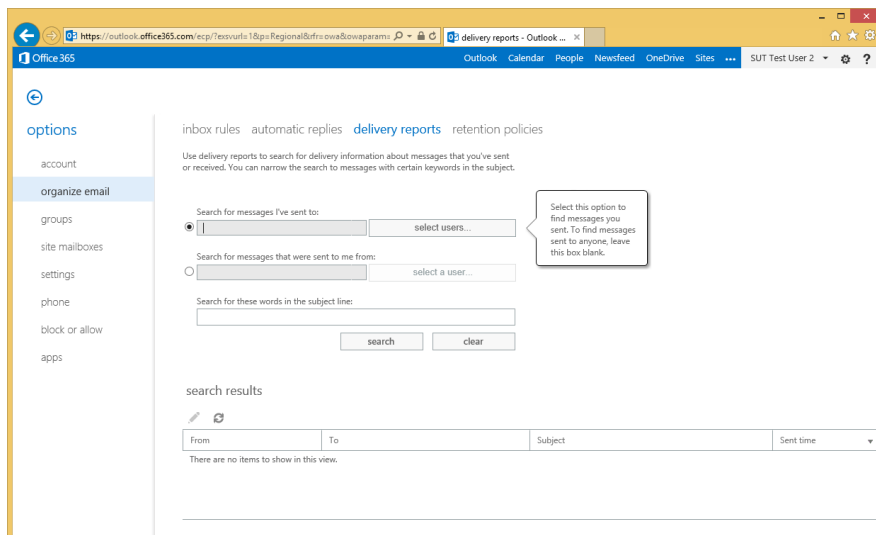 https://outlook.office365.com/ecp/?exsvurl=1&p=Regional&rfr=owa&owaparam=
delivery reports - Outlook ...
Office 365
Outlook Calendar People Newsfeed OneDrive Sites ... SUT Test User 2 ?
options
account
organize email
groups
site mailboxes
settings
phone
block or allow
apps
inbox rules automatic replies delivery reports retention policies
Use delivery reports to search for delivery information about messages that you've sent
or received. You can narrow the search to messages with certain keywords in the subject.
Search for messages I've sent to:
select users...
Select this option to
find messages you
sent. To find messages
sent to anyone, leave
this box blank.
Search for messages that were sent to me from:
select a user...
Search for these words in the subject line:
search clear
search results
From To Subject Sent time
There are no items to show in this view.